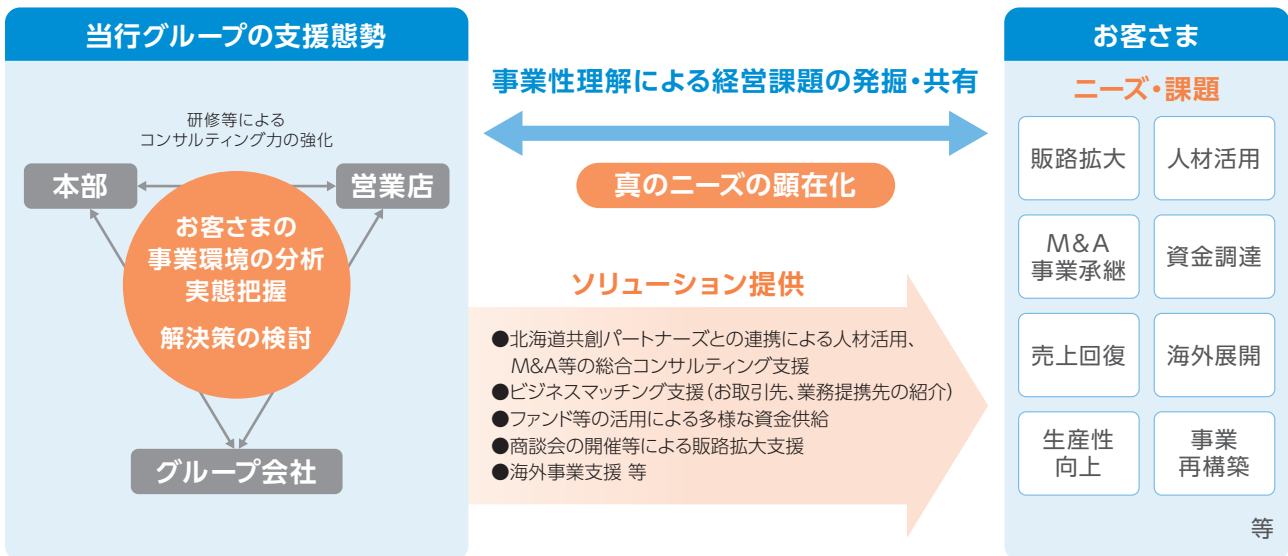 当行グループの支援態勢
研修等による
コンサルティング力の強化
本部
営業店
お客さまの
事業環境の分析
実態把握
解決策の検討
グループ会社
事業性理解による経営課題の発掘・共有
真のニーズの顕在化
ソリューション提供
●北海道共創パートナーズとの連携による人材活用、
M&A等の総合コンサルティング支援
●ビジネスマッチング支援(お取引先、業務提携先の紹介)
●ファンド等の活用による多様な資金供給
●商談会の開催等による販路拡大支援
●海外事業支援 等
お客さま
ニーズ・課題
販路拡大
人材活用
M&A
事業承継
資金調達
売上回復
海外展開
生産性
向上
事業
再構築
等